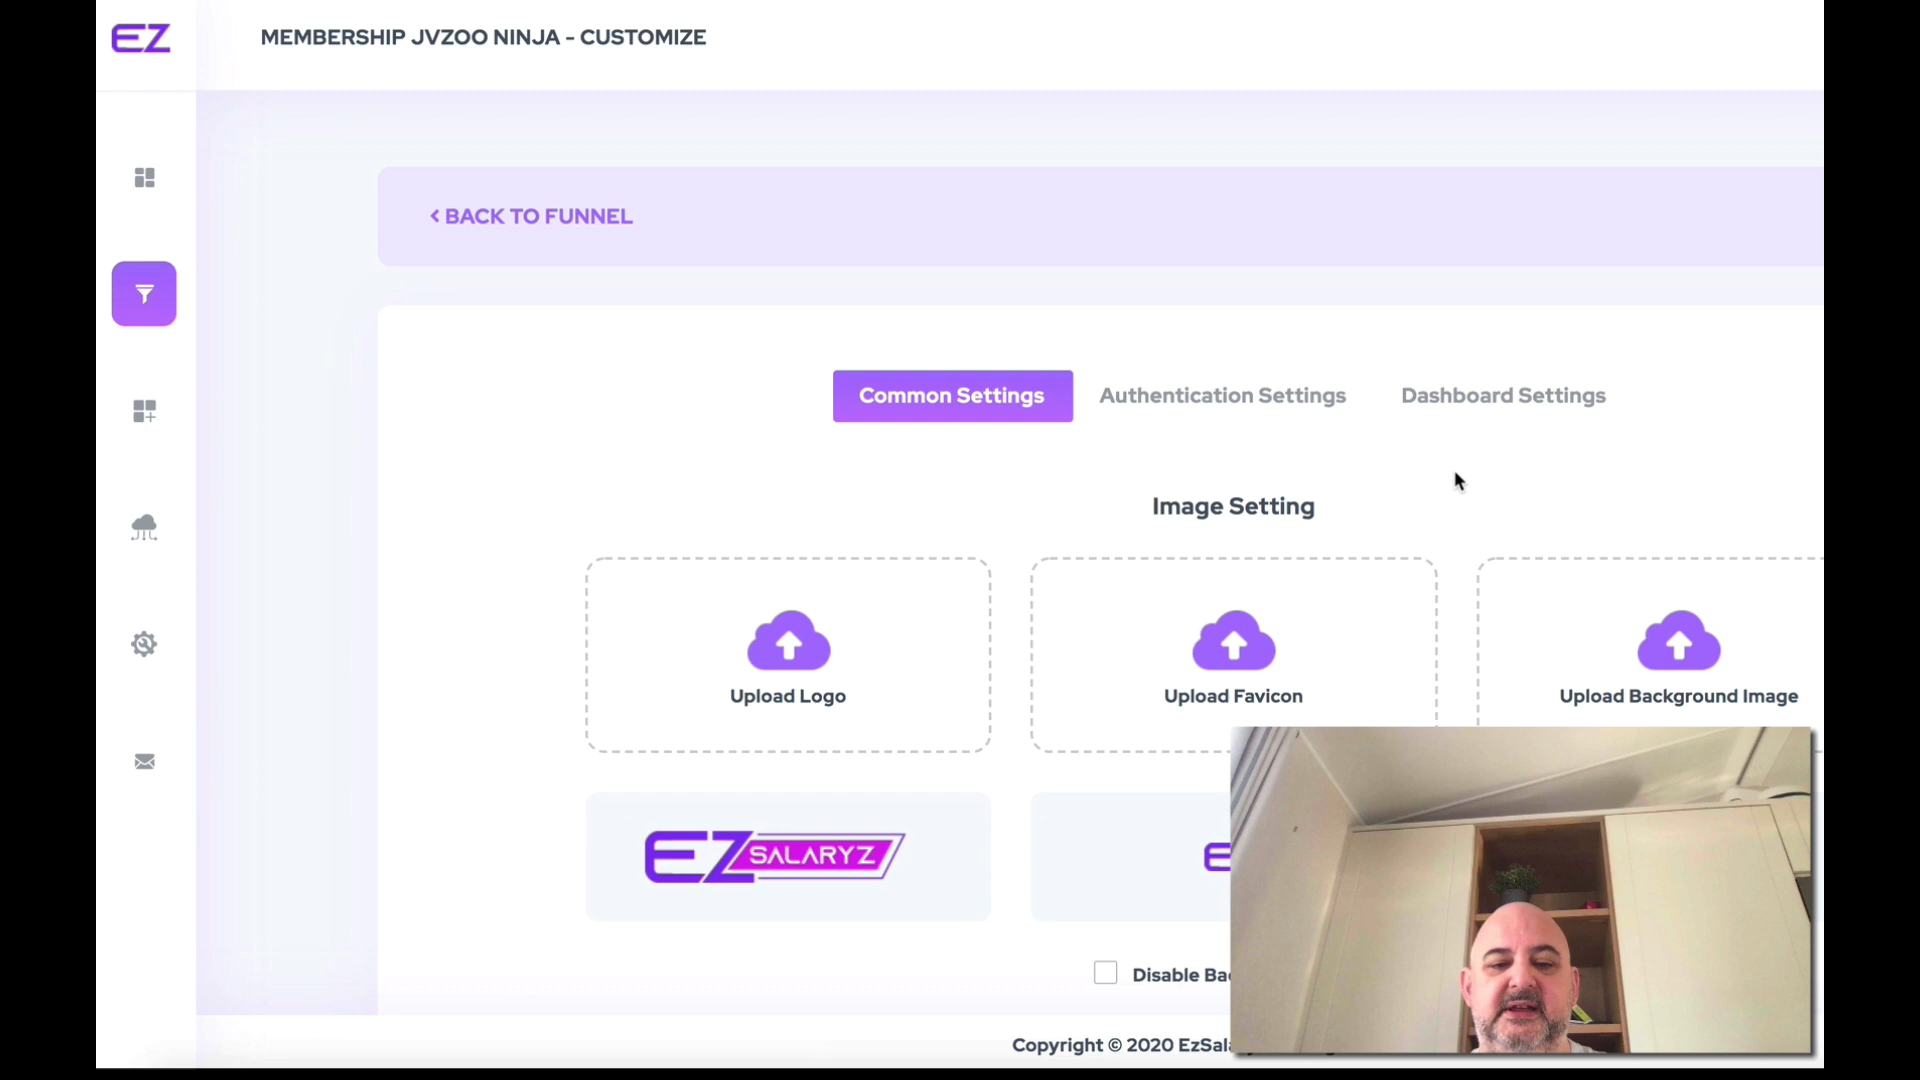 EZ
MEMBERSHIP JVZOO NINJA - CUSTOMIZE
BACK TO FUNNEL
Common Settings
Authentication Settings
Dashboard Settings
Image Setting
Upload Logo
Upload Favicon
Upload Background Image
EZ SALARYZ
Disable
Copyright © 2020